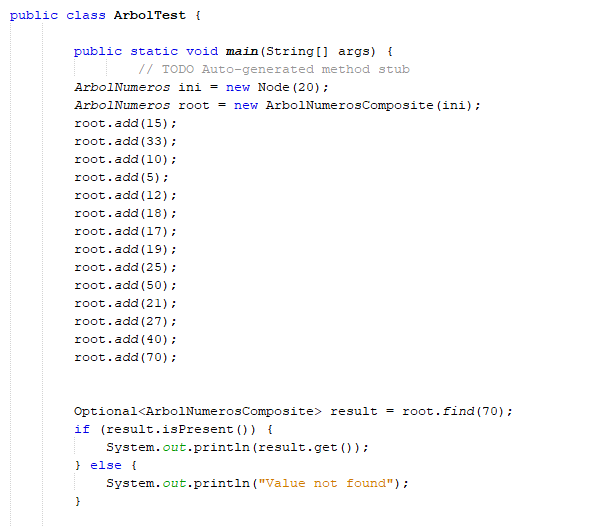 public class ArbolTest {
public static void main(String[] args) {
// TODO Auto-generated method stub
ArbolNumeros ini = new Node(20);
ArbolNumeros root = new ArbolNumerosComposite(ini);
root.add(15);
root.add(33);
root.add(10);
root.add(5);
root.add(12);
root.add(18);
root.add(17);
root.add(19);
root.add(25);
root.add(50);
root.add(21);
root.add(27);
root.add(40);
root.add(70);
Optional<ArbolNumerosComposite> result = root.find(70);
if (result.isPresent()) {
System.out.println(result.get());
} else {
System.out.println("Value not found");
}